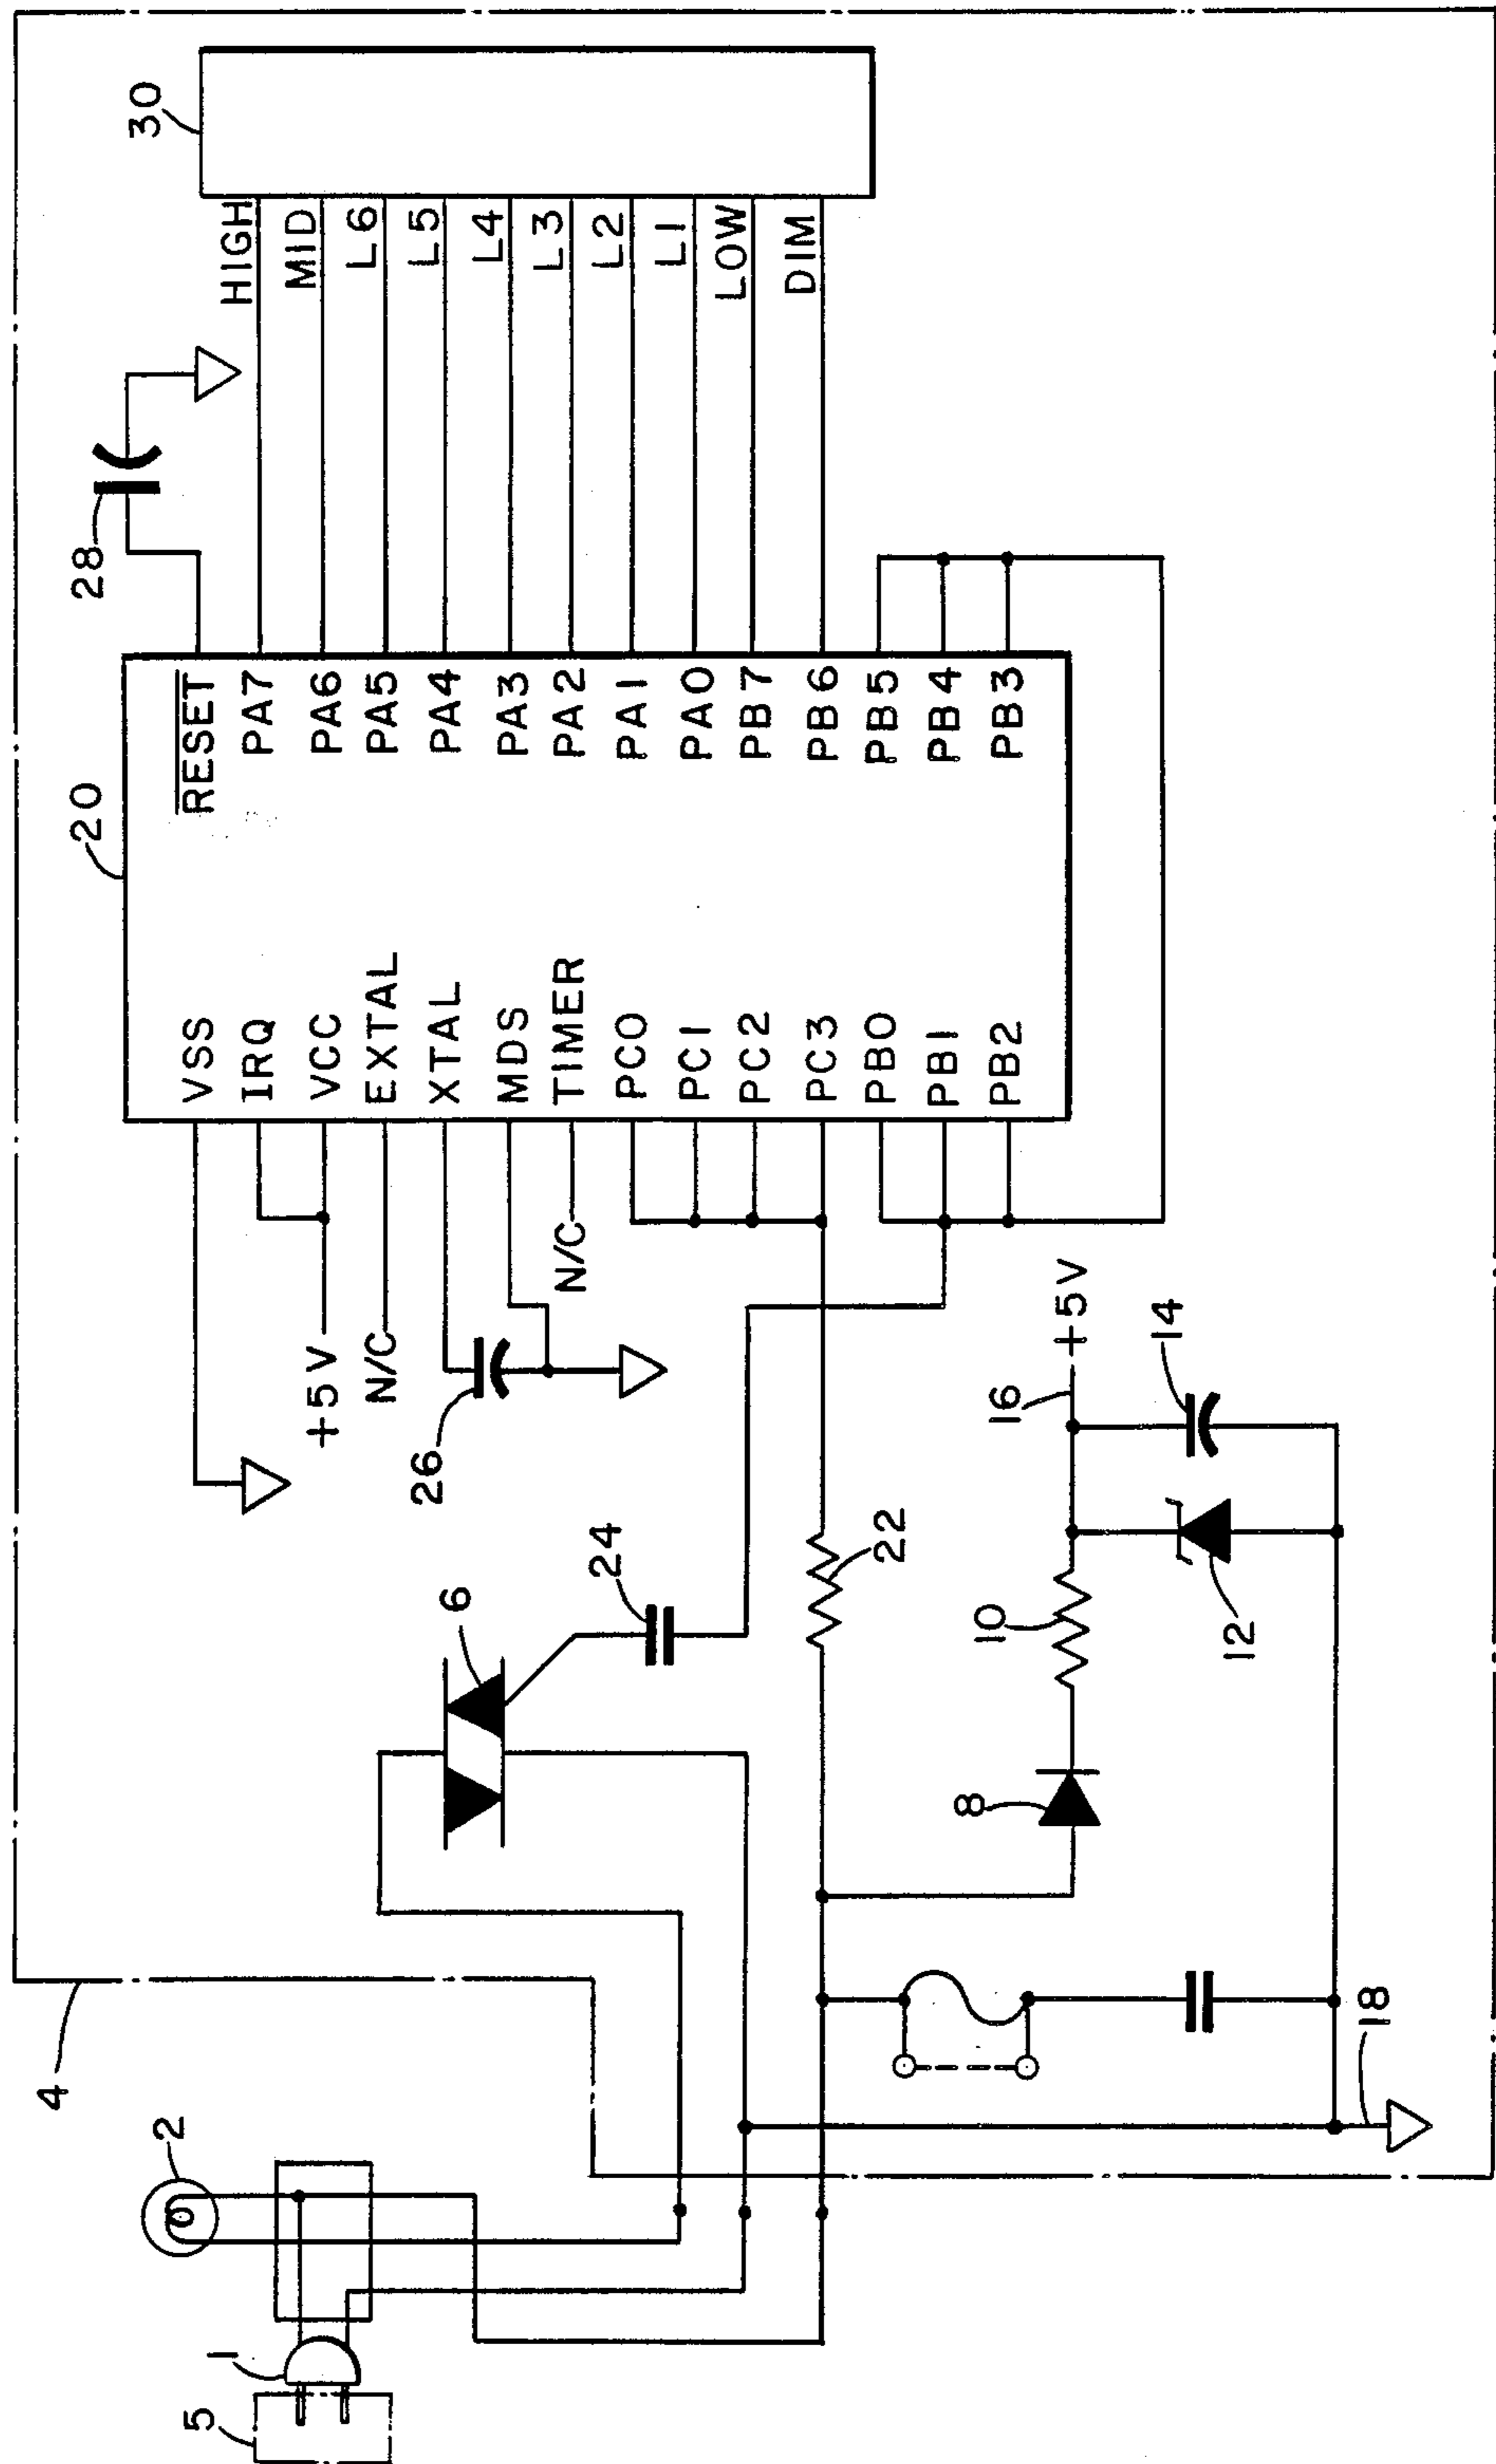 4
2
1
5
6
24
26
28
20
30
VSS
IRQ
VCC
EXTAL
XTAL
MDS
TIMER
PC0
PC1
PC2
PC3
PB0
PB1
PB2
RESET
PA7
PA6
PA5
PA4
PA3
PA2
PA1
PA0
PB7
PB6
PB5
PB4
PB3
HIGH
MID
L6
L5
L4
L3
L2
L1
LOW
DIM
+5V
N/C
N/C
22
8
10
12
14
16
+5V
18